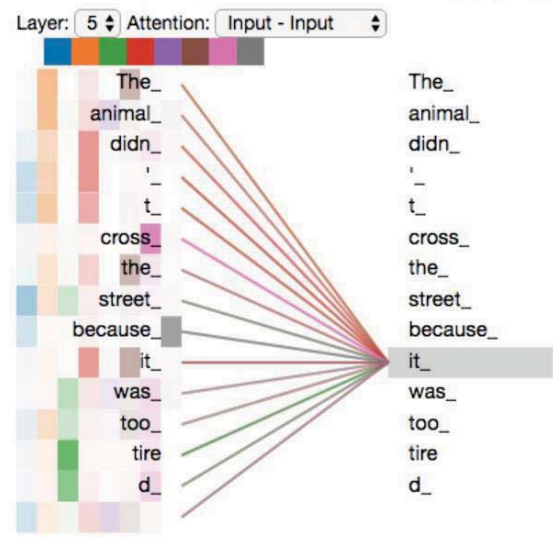 Layer: 5 Attention: Input - Input
The_ The_
animal_ animal_
didn_ didn_
'_ '_
t_ t_
cross_ cross_
the_ the_
street_ street_
because_ because_
it_ it_
was_ was_
too_ too_
tire tire
d_ d_